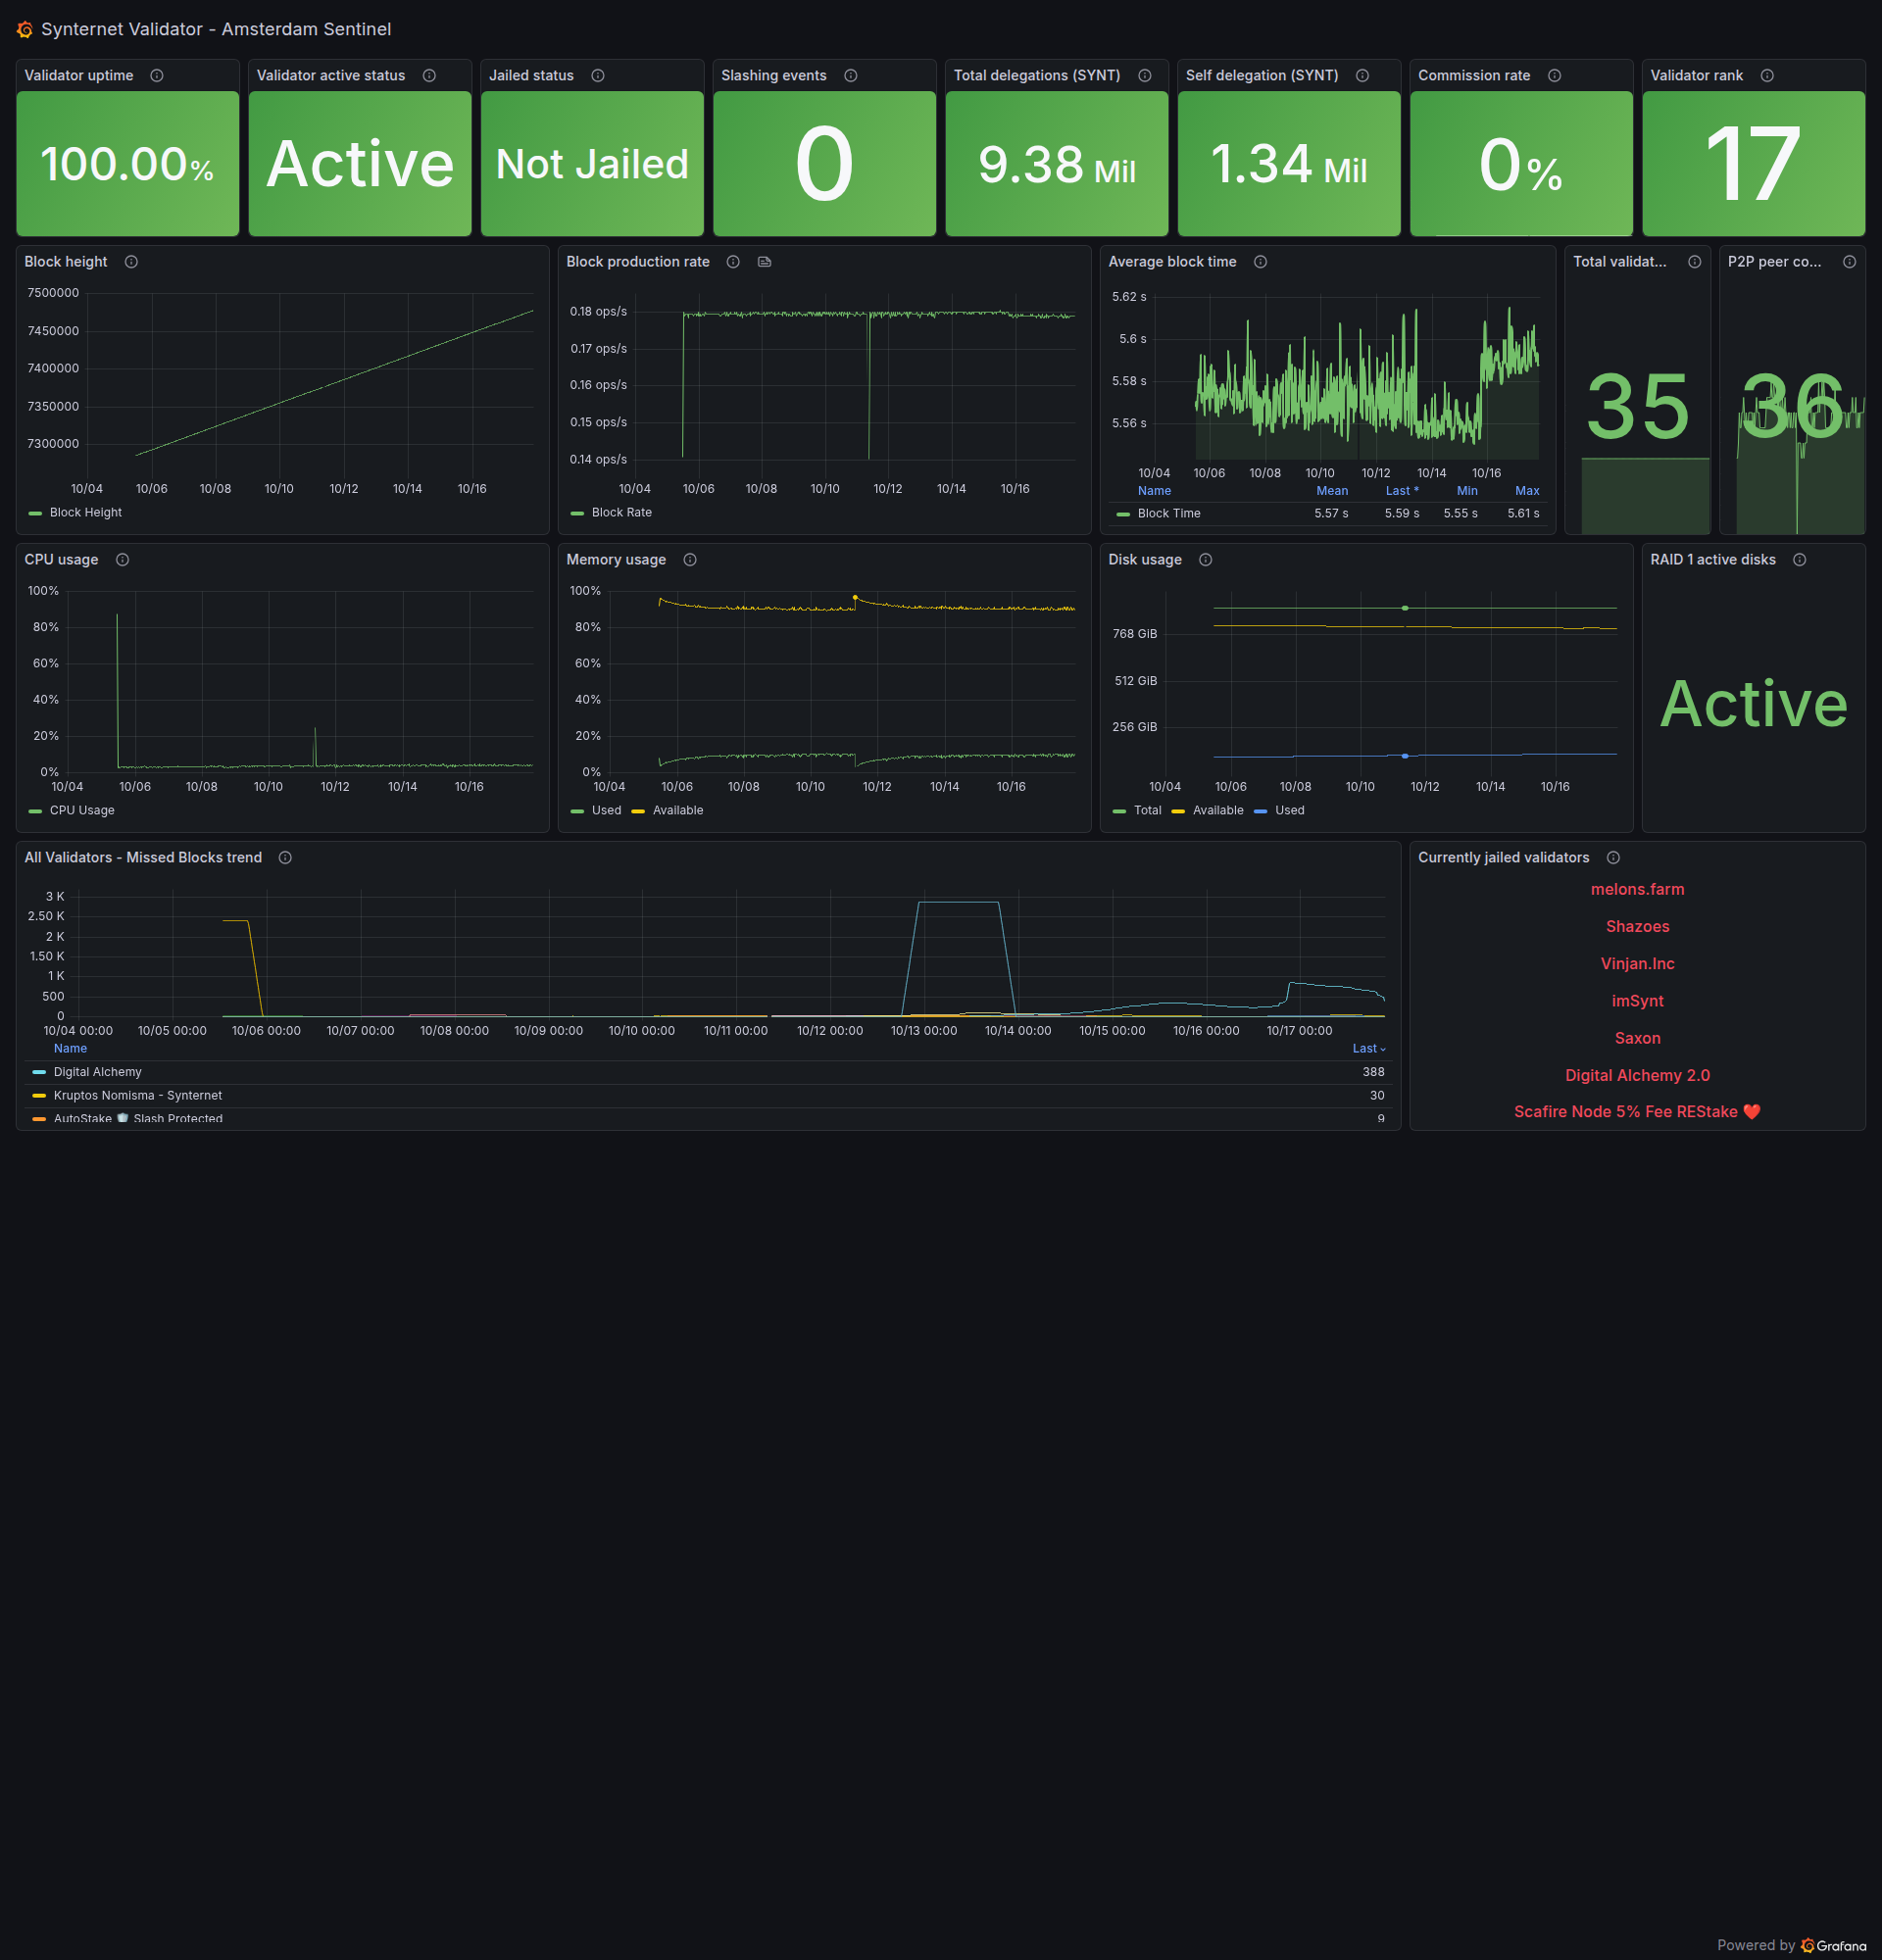 Synternet Validator - Amsterdam Sentinel
Validator uptime
100.00%
Validator active status
Active
Jailed status
Not Jailed
Slashing events
0
Total delegations (SYNT)
9.38 Mil
Self delegation (SYNT)
1.34 Mil
Commission rate
0%
Validator rank
17
Block height
7500000
7450000
7400000
7350000
7300000
10/04 10/06 10/08 10/10 10/12 10/14 10/16
Block Height
Block production rate
0.18 ops/s
0.17 ops/s
0.16 ops/s
0.15 ops/s
0.14 ops/s
10/04 10/06 10/08 10/10 10/12 10/14 10/16
Block Rate
Average block time
5.62 s
5.6 s
5.58 s
5.56 s
10/04 10/06 10/08 10/10 10/12 10/14 10/16
Name Mean Last * Min Max
Block Time 5.57 s 5.59 s 5.55 s 5.61 s
Total validat...
35
P2P peer co...
36
CPU usage
100%
80%
60%
40%
20%
0%
10/04 10/06 10/08 10/10 10/12 10/14 10/16
CPU Usage
Memory usage
100%
80%
60%
40%
20%
0%
10/04 10/06 10/08 10/10 10/12 10/14 10/16
Used Available
Disk usage
768 GiB
512 GiB
256 GiB
10/04 10/06 10/08 10/10 10/12 10/14 10/16
Total Available Used
RAID 1 active disks
Active
All Validators - Missed Blocks trend
3 K
2.50 K
2 K
1.50 K
1 K
500
0
10/04 00:00 10/05 00:00 10/06 00:00 10/07 00:00 10/08 00:00 10/09 00:00 10/10 00:00 10/11 00:00 10/12 00:00 10/13 00:00 10/14 00:00 10/15 00:00 10/16 00:00 10/17 00:00
Name Last
Digital Alchemy 388
Kruptos Nomisma - Synternet 30
AutoStake 🛡️ Slash Protected 9
Currently jailed validators
melons.farm
Shazoes
Vinjan.Inc
imSynt
Saxon
Digital Alchemy 2.0
Scafire Node 5% Fee REStake ❤️
Powered by Grafana